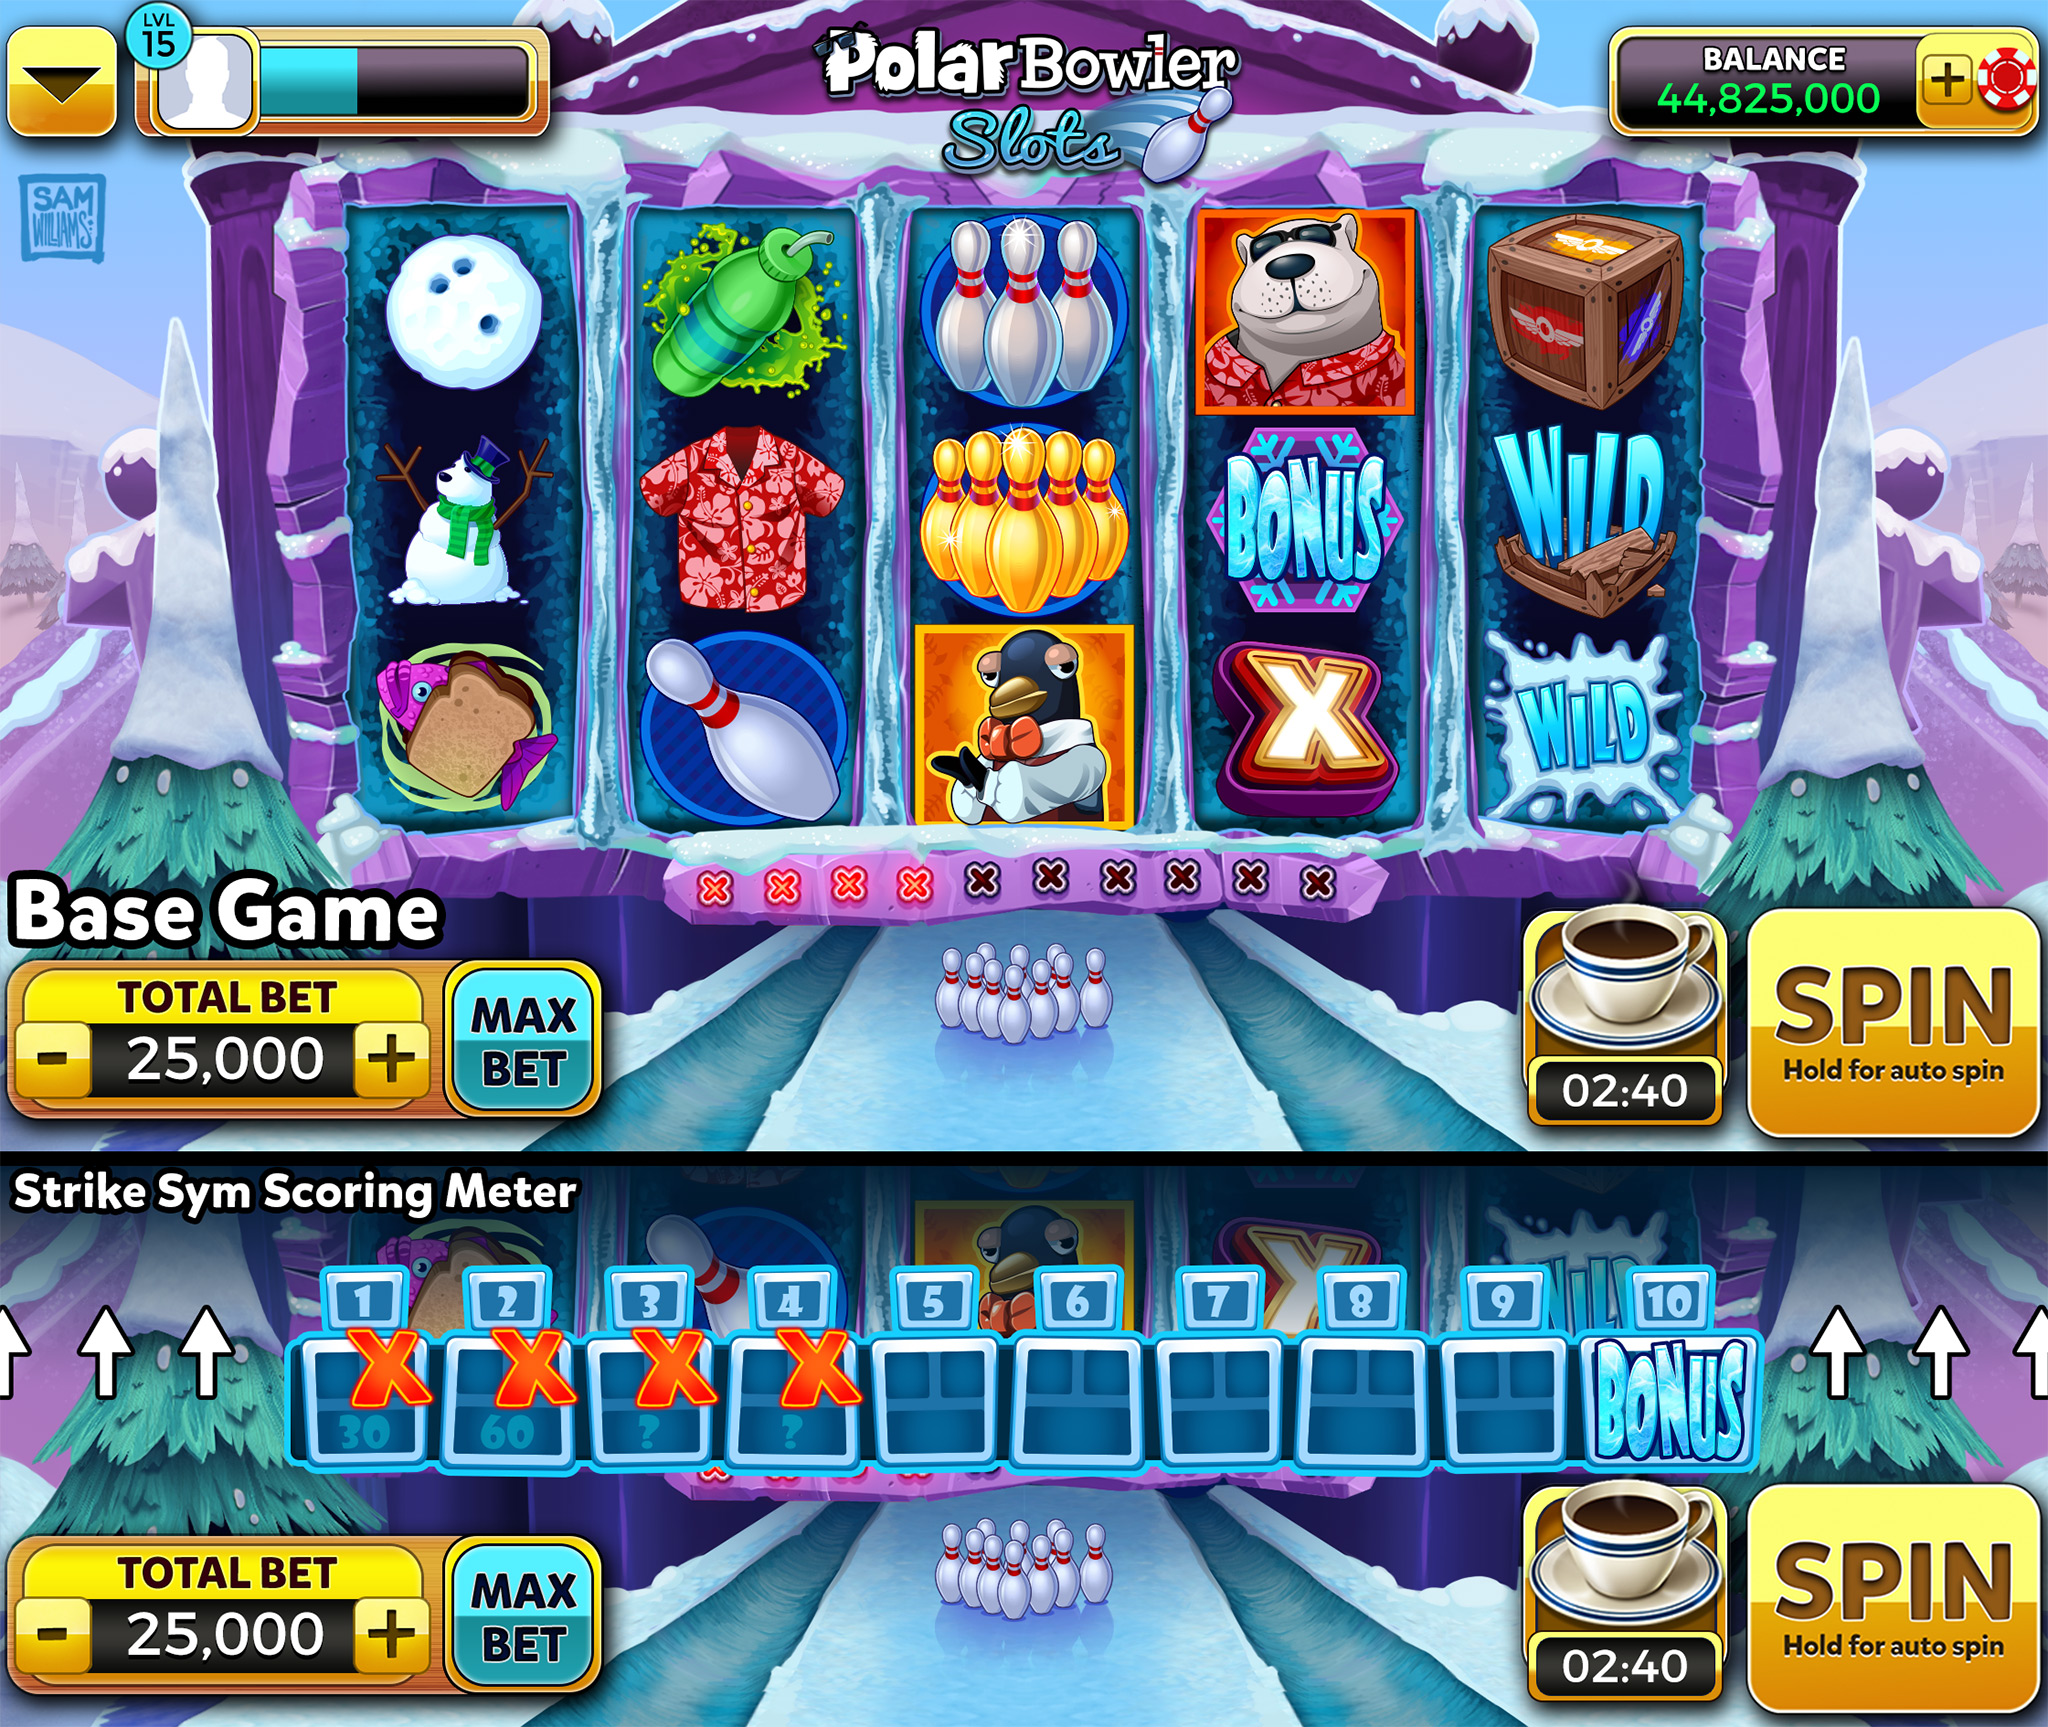 LVL
15
Polar Bowler
Slots
BALANCE
44,825,000
+
SAM
WILLIAMS:
BONUS
WILD
X
WILD
Base Game
TOTAL BET
- 25,000 +
MAX
BET
02:40
SPIN
Hold for auto spin
Strike Sym Scoring Meter
X
WILD
1 2 3 4 5 6 7 8 9 10
X X X X BONUS
30 60 ? ?
TOTAL BET
- 25,000 +
MAX
BET
02:40
SPIN
Hold for auto spin